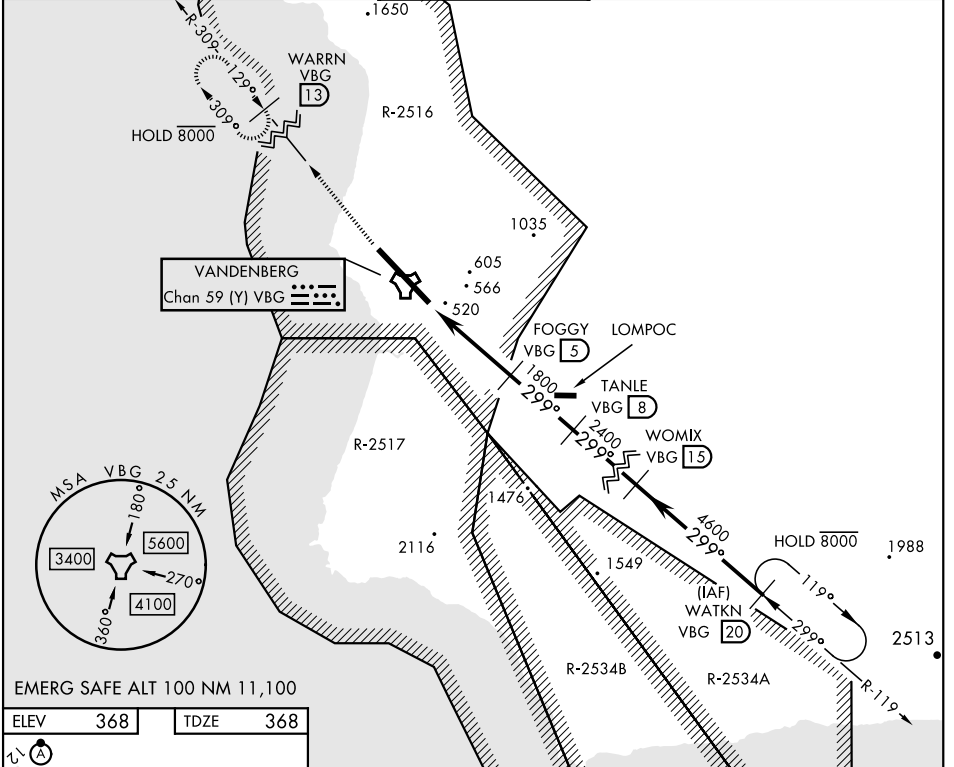 1650
R-309
WARRN
VBG
13
129°
309°
HOLD 8000
R-2516
1035
605
566
520
VANDENBERG
Chan 59 (Y) VBG
FOGGY
VBG 5
LOMPOC
1800
299°
TANLE
VBG 8
2400
299°
WOMIX
VBG 15
R-2517
1476
2116
4600
299°
HOLD 8000
1988
1549
119°
(IAF)
WATKN
VBG 20
299°
2513
R-2534B
R-2534A
R-119
MSA VBG 25 NM
180°
3400
5600
270°
4100
360°
EMERG SAFE ALT 100 NM 11,100
ELEV 368
TDZE 368
12
A